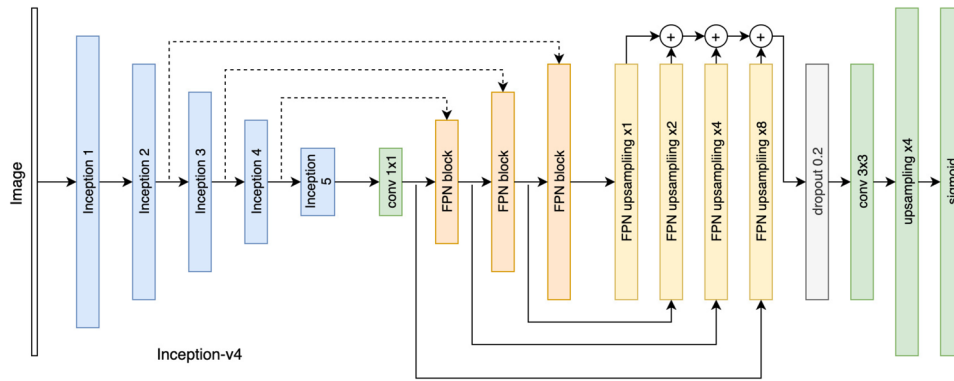 Image
Inception 1
Inception 2
Inception 3
Inception 4
Inception
5
conv 1x1
FPN block
FPN block
FPN block
FPN upsampling x1
FPN upsampling x2
FPN upsampling x4
FPN upsampling x8
+
+
+
dropout 0.2
conv 3x3
upsampling x4
sigmoid
Inception-v4